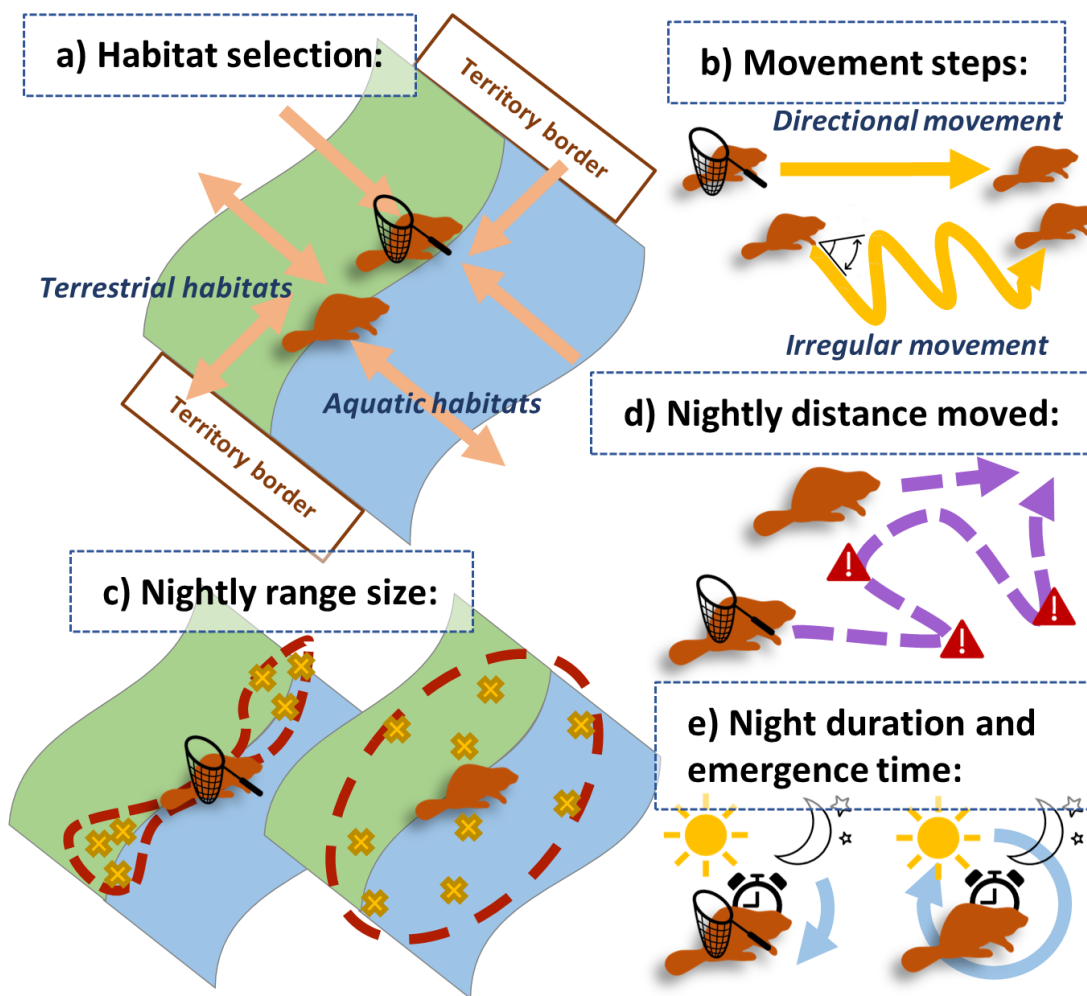 a) Habitat selection:
Territory border
Terrestrial habitats
Aquatic habitats
Territory border
b) Movement steps:
Directional movement
Irregular movement
c) Nightly range size:
d) Nightly distance moved:
e) Night duration and
emergence time: